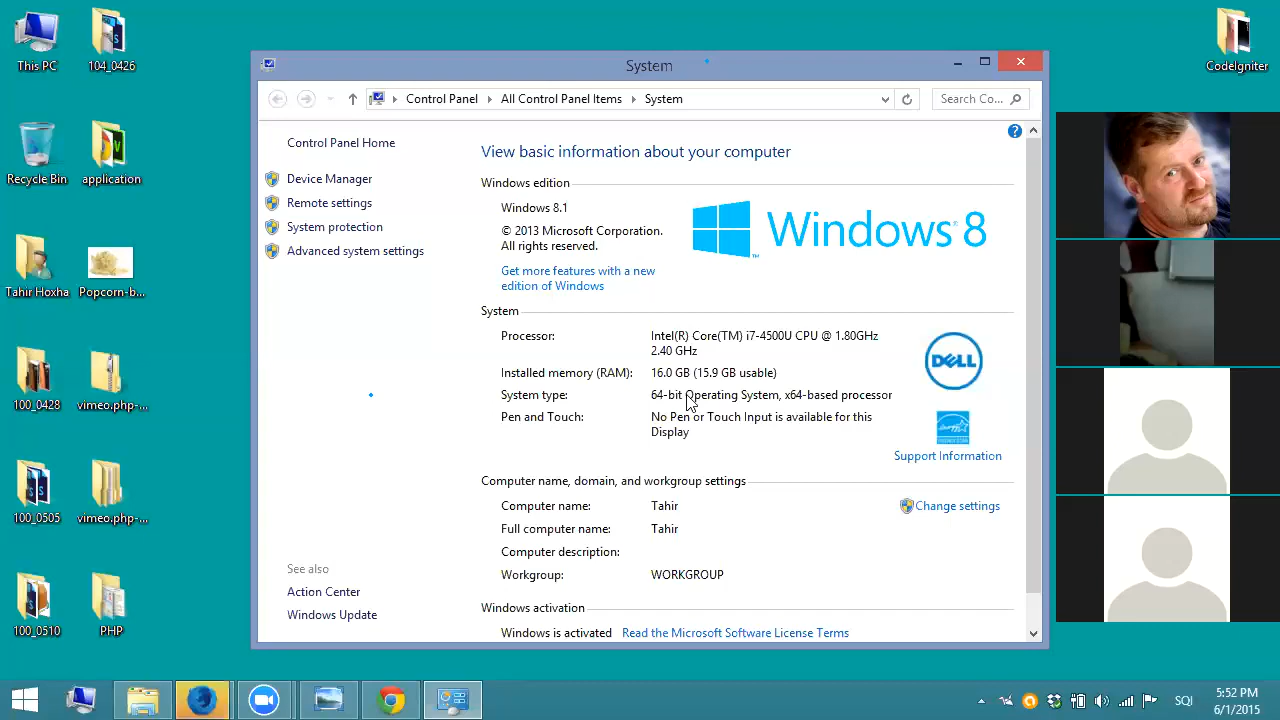 This PC
104_0426
Recycle Bin
application
Tahir Hoxha
Popcorn-b...
100_0428
vimeo.php-...
100_0505
vimeo.php-...
100_0510
PHP
System
Control Panel
All Control Panel Items
System
Search Co...
Control Panel Home
Device Manager
Remote settings
System protection
Advanced system settings
See also
Action Center
Windows Update
View basic information about your computer
Windows edition
Windows 8.1
© 2013 Microsoft Corporation.
All rights reserved.
Get more features with a new
edition of Windows
Windows® 8
™
System
Processor: Intel(R) Core(TM) i7-4500U CPU @ 1.80GHz
2.40 GHz
Installed memory (RAM): 16.0 GB (15.9 GB usable)
System type: 64-bit Operating System, x64-based processor
Pen and Touch: No Pen or Touch Input is available for this
Display
DELL
Support Information
Computer name, domain, and workgroup settings
Computer name: Tahir
Change settings
Full computer name: Tahir
Computer description:
Workgroup: WORKGROUP
Windows activation
Windows is activated Read the Microsoft Software License Terms
CodeIgniter
SQI
5:52 PM
6/1/2015